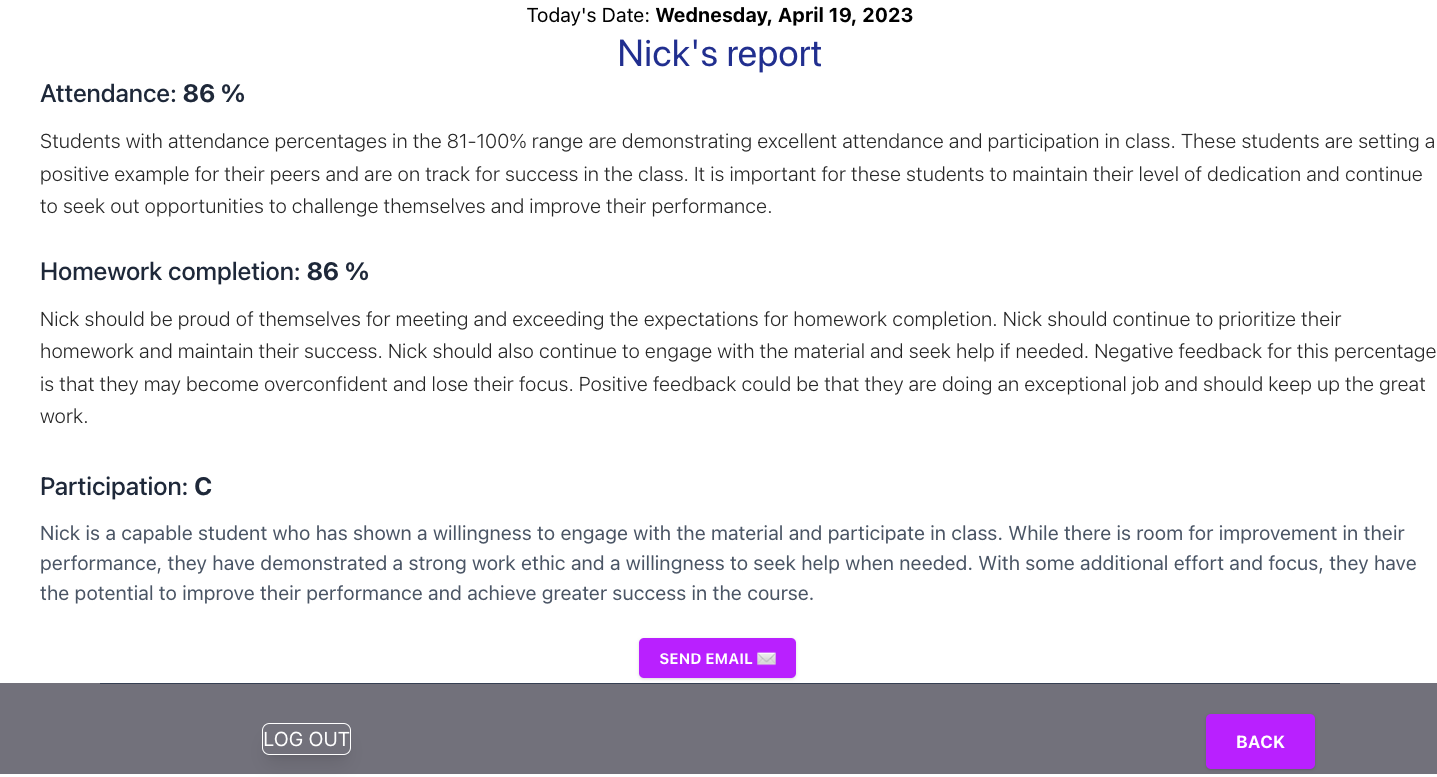 Today's Date: Wednesday, April 19, 2023
Nick's report
Attendance: 86 %
Students with attendance percentages in the 81-100% range are demonstrating excellent attendance and participation in class. These students are setting a
positive example for their peers and are on track for success in the class. It is important for these students to maintain their level of dedication and continue
to seek out opportunities to challenge themselves and improve their performance.
Homework completion: 86 %
Nick should be proud of themselves for meeting and exceeding the expectations for homework completion. Nick should continue to prioritize their
homework and maintain their success. Nick should also continue to engage with the material and seek help if needed. Negative feedback for this percentage
is that they may become overconfident and lose their focus. Positive feedback could be that they are doing an exceptional job and should keep up the great
work.
Participation: C
Nick is a capable student who has shown a willingness to engage with the material and participate in class. While there is room for improvement in their
performance, they have demonstrated a strong work ethic and a willingness to seek help when needed. With some additional effort and focus, they have
the potential to improve their performance and achieve greater success in the course.
SEND EMAIL ✉️
LOG OUT
BACK